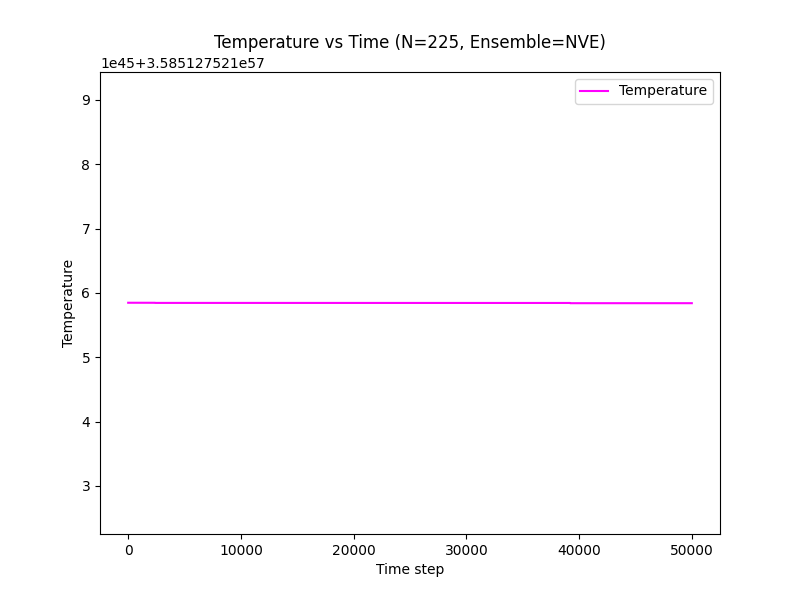 Temperature vs Time (N=225, Ensemble=NVE)
1e45+3.585127521e57
Temperature
9
8
7
6
5
4
3
Temperature
0 10000 20000 30000 40000 50000
Time step